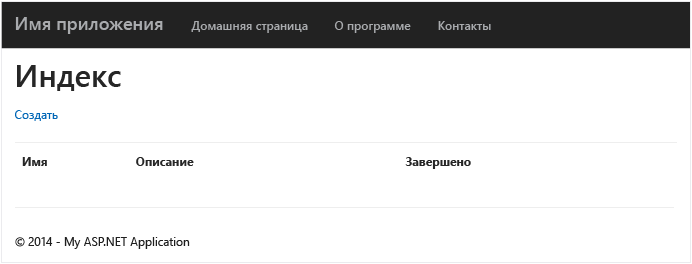 Имя приложения Домашняя страница О программе Контакты
Индекс
Создать
Имя Описание Завершено
© 2014 - My ASP.NET Application